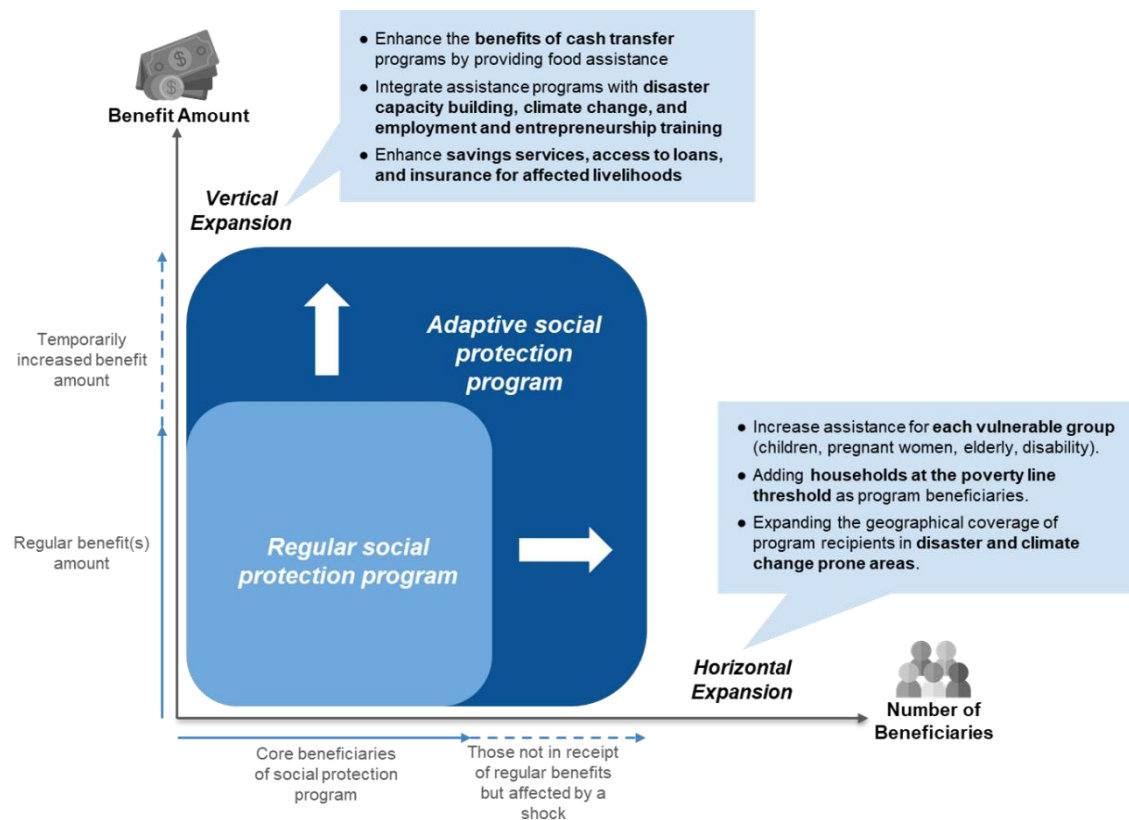 ● Enhance the benefits of cash transfer
programs by providing food assistance
● Integrate assistance programs with disaster
capacity building, climate change, and
employment and entrepreneurship training
● Enhance savings services, access to loans,
and insurance for affected livelihoods
Benefit Amount
Vertical
Expansion
Adaptive social
protection
program
Temporarily
increased benefit
amount
● Increase assistance for each vulnerable group
(children, pregnant women, elderly, disability).
● Adding households at the poverty line
threshold as program beneficiaries.
● Expanding the geographical coverage of
program recipients in disaster and climate
change prone areas.
Regular benefit(s)
amount
Regular social
protection program
Horizontal
Expansion
Number of
Beneficiaries
Core beneficiaries
of social protection
program
Those not in receipt
of regular benefits
but affected by a
shock